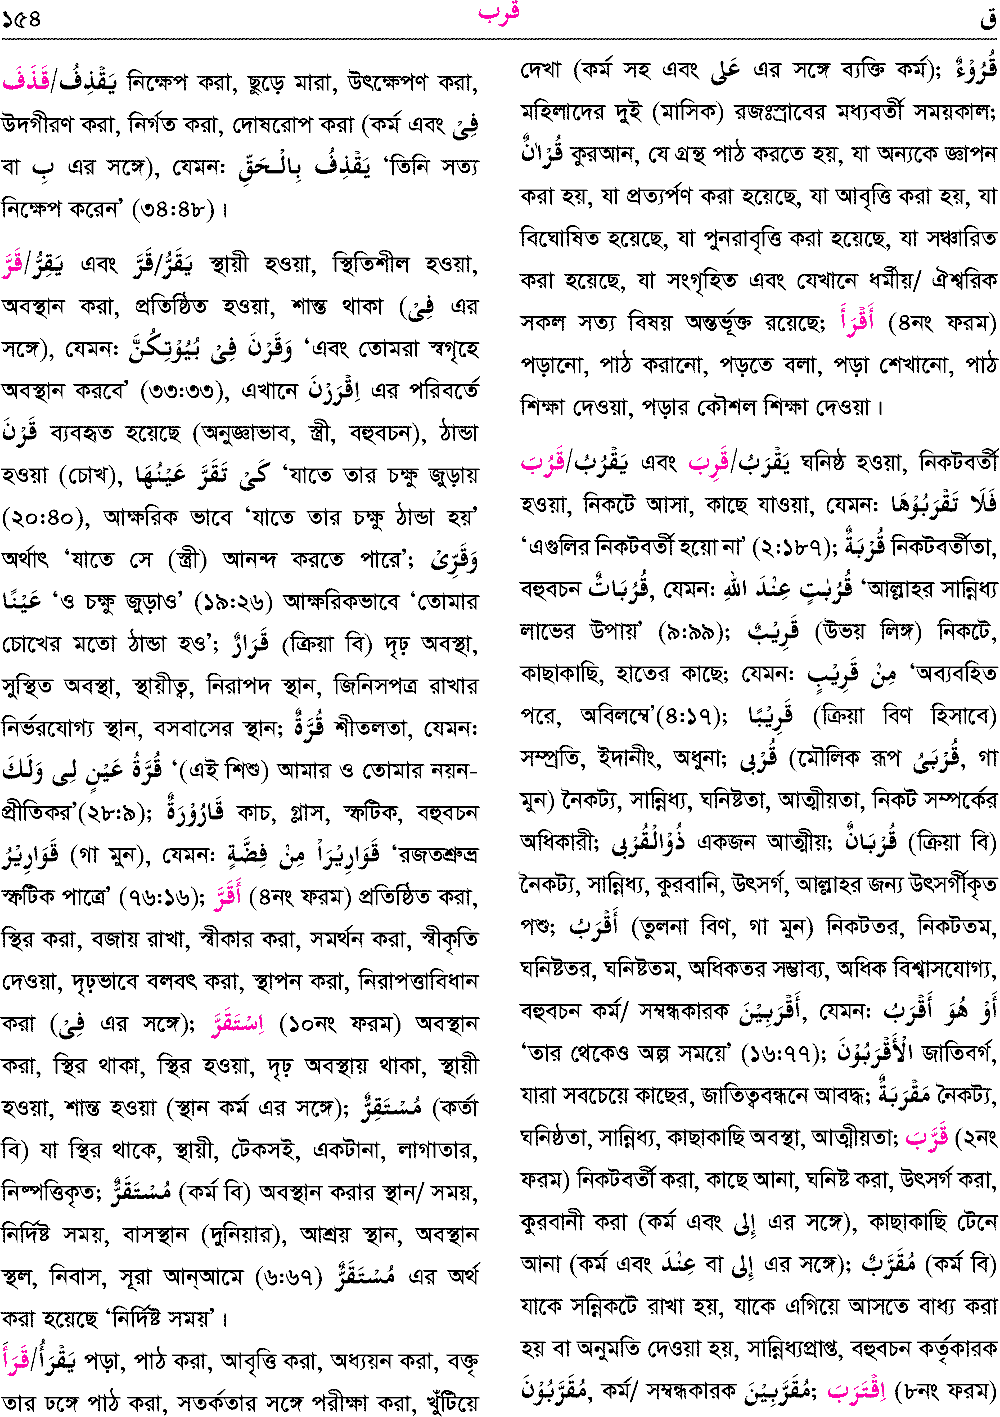 ১৫৪
قرب
ق
قَذَفَ/يَقْذِفُ নিক্ষেপ করা, ছুড়ে মারা, উৎক্ষেপণ করা,
উদগীরণ করা, নির্গত করা, দোষরোপ করা (কর্ম এবং فِيْ
বা بِ এর সঙ্গে), যেমন: يَقْذِفُ بِالْـحَقِّ ‘তিনি সত্য
নিক্ষেপ করেন’ (৩৪:৪৮)।
قَرَّ/يَقِرُّ এবং قَرَّ/يَقَرُّ স্থায়ী হওয়া, স্থিতিশীল হওয়া,
অবস্থান করা, প্রতিষ্ঠিত হওয়া, শান্ত থাকা (فِيْ এর
সঙ্গে), যেমন: وَقَرْنَ فِيْ بُيُوْتِكُنَّ ‘এবং তোমরা স্বগৃহে
অবস্থান করবে’ (৩৩:৩৩), এখানে اِقْرَرْنَ এর পরিবর্তে
قَرْنَ ব্যবহৃত হয়েছে (অনুজ্ঞাভাব, স্ত্রী, বহুবচন), ঠান্ডা
হওয়া (চোখ), كَيْ تَقَرَّ عَيْنُهَا ‘যাতে তার চক্ষু জুড়ায়
(২০:৪০), আক্ষরিক ভাবে ‘যাতে তার চক্ষু ঠান্ডা হয়’
অর্থাৎ ‘যাতে সে (স্ত্রী) আনন্দ করতে পারে’; وَقَرِّىْ
عَيْنًا ‘ও চক্ষু জুড়াও’ (১৯:২৬) আক্ষরিকভাবে ‘তোমার
চোখের মতো ঠান্ডা হও’; قَرَارٌ (ক্রিয়া বি) দৃঢ় অবস্থা,
সুস্থিত অবস্থা, স্থায়ীত্ব, নিরাপদ স্থান, জিনিসপত্র রাখার
নির্ভরযোগ্য স্থান, বসবাসের স্থান; قُرَّةٌ শীতলতা, যেমন:
قُرَّةُ عَيْنٍ لِى وَلَكَ ‘(এই শিশু) আমার ও তোমার নয়ন-
প্রীতিকর’(২৮:৯); قَارُوْرَةٌ কাচ, গ্লাস, স্ফটিক, বহুবচন
قَوَارِيْرُ (গা মুন), যেমন: قَوَارِيْرَاْ مِنْ فِضَّةٍ ‘রজতশ্রুভ্র
স্ফটিক পাত্রে’ (৭৬:১৬); أَقَرَّ (৪নং ফরম) প্রতিষ্ঠিত করা,
স্থির করা, বজায় রাখা, স্বীকার করা, সমর্থন করা, স্বীকৃতি
দেওয়া, দৃঢ়ভাবে বলবৎ করা, স্থাপন করা, নিরাপত্তাবিধান
করা (فِيْ এর সঙ্গে); اِسْتَقَرَّ (১০নং ফরম) অবস্থান
করা, স্থির থাকা, স্থির হওয়া, দৃঢ় অবস্থায় থাকা, স্থায়ী
হওয়া, শান্ত হওয়া (স্থান কর্ম এর সঙ্গে); مُسْتَقِرٌّ (কর্তা
বি) যা স্থির থাকে, স্থায়ী, টেকসই, একটানা, লাগাতার,
নিষ্পত্তিকৃত; مُسْتَقَرٌّ (কর্ম বি) অবস্থান করার স্থান/ সময়,
নির্দিষ্ট সময়, বাসস্থান (দুনিয়ার), আশ্রয় স্থান, অবস্থান
স্থল, নিবাস, সূরা আন্‌আমে (৬:৬৭) مُسْتَقَرٌّ এর অর্থ
করা হয়েছে ‘নির্দিষ্ট সময়’।
قَرَأَ/يَقْرَأُ পড়া, পাঠ করা, আবৃত্তি করা, অধ্যয়ন করা, বক্তৃ
তার ঢঙ্গে পাঠ করা, সতর্কতার সঙ্গে পরীক্ষা করা, খুঁটিয়ে
দেখা (কর্ম সহ এবং عَلى এর সঙ্গে ব্যক্তি কর্ম); قُرُوْءٌ
মহিলাদের দুই (মাসিক) রজঃস্রাবের মধ্যবর্তী সময়কাল;
قُرْاٰنٌ কুরআন, যে গ্রন্থ পাঠ করতে হয়, যা অন্যকে জ্ঞাপন
করা হয়, যা প্রত্যর্পণ করা হয়েছে, যা আবৃত্তি করা হয়, যা
বিঘোষিত হয়েছে, যা পুনরাবৃত্তি করা হয়েছে, যা সঞ্চারিত
করা হয়েছে, যা সংগৃহিত এবং যেখানে ধর্মীয়/ ঐশ্বরিক
সকল সত্য বিষয় অন্তর্ভূক্ত রয়েছে; أَقْرَأَ (৪নং ফরম)
পড়ানো, পাঠ করানো, পড়তে বলা, পড়া শেখানো, পাঠ
শিক্ষা দেওয়া, পড়ার কৌশল শিক্ষা দেওয়া।
قَرُبَ/يَقْرُبُ এবং قَرِبَ/يَقْرَبُ ঘনিষ্ঠ হওয়া, নিকটবর্তী
হওয়া, নিকটে আসা, কাছে যাওয়া, যেমন: فَلَا تَقْرَبُوْهَا
‘এগুলির নিকটবর্তী হয়ো না’ (২:১৮৭); قُرْبَةٌ নিকটবর্তীতা,
বহুবচন قُرُبَاتٌ, যেমন: قُرُبٰتٍ عِنْدَ اللهِ ‘আল্লাহর সান্নিধ্য
লাভের উপায়’ (৯:৯৯); قَرِيْبٌ (উভয় লিঙ্গ) নিকটে,
কাছাকাছি, হাতের কাছে; যেমন: مِنْ قَرِيْبٍ ‘অব্যবহিত
পরে, অবিলম্বে’(৪:১৭); قَرِيْبًا (ক্রিয়া বিণ হিসাবে)
সম্প্রতি, ইদানীং, অধুনা; قُرْبى (মৌলিক রূপ قُرْبَىُ, গা
মুন) নৈকট্য, সান্নিধ্য, ঘনিষ্টতা, আত্মীয়তা, নিকট সম্পর্কের
অধিকারী; ذُوْالْقُرْبى একজন আত্মীয়; قُرْبَانٌ (ক্রিয়া বি)
নৈকট্য, সান্নিধ্য, কুরবানি, উৎসর্গ, আল্লাহর জন্য উৎসর্গীকৃত
পশু; أَقْرَبُ (তুলনা বিণ, গা মুন) নিকটতর, নিকটতম,
ঘনিষ্টতর, ঘনিষ্টতম, অধিকতর সম্ভাব্য, অধিক বিশ্বাসযোগ্য,
বহুবচন কর্ম/ সম্বন্ধকারক أَقْرَبِيْنَ, যেমন: أَوْ هُوَ أَقْرَبُ
‘তার থেকেও অল্প সময়ে’ (১৬:৭৭); الْأَقْرَبُوْنَ জাতিবর্গ,
যারা সবচেয়ে কাছের, জাতিত্ববন্ধনে আবদ্ধ; مَقْرَبَةٌ নৈকট্য,
ঘনিষ্ঠতা, সান্নিধ্য, কাছাকাছি অবস্থা, আত্মীয়তা; قَرَّبَ (২নং
ফরম) নিকটবর্তী করা, কাছে আনা, ঘনিষ্ট করা, উৎসর্গ করা,
কুরবানী করা (কর্ম এবং إِلى এর সঙ্গে), কাছাকাছি টেনে
আনা (কর্ম এবং عِنْدَ বা إِلى এর সঙ্গে); مُقَرَّبٌ (কর্ম বি)
যাকে সন্নিকটে রাখা হয়, যাকে এগিয়ে আসতে বাধ্য করা
হয় বা অনুমতি দেওয়া হয়, সান্নিধ্যপ্রাপ্ত, বহুবচন কর্তৃকারক
مُقَرَّبُوْنَ, কর্ম/ সম্বন্ধকারক مُقَرَّبِيْنَ; اِقْتَرَبَ (৮নং ফরম)